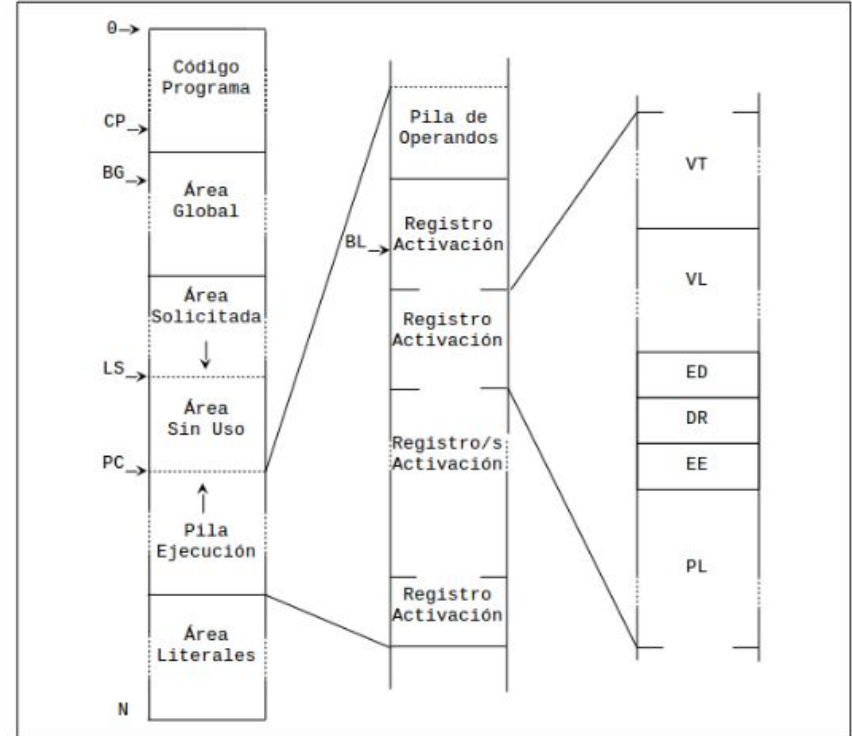 0
Código
Programa
CP
BG
Área
Global
Área
Solicitada
LS
Área
Sin Uso
PC
Pila
Ejecución
Área
Literales
N
Pila de
Operandos
Registro
Activación
BL
Registro
Activación
Registro/s
Activación
Registro
Activación
VT
VL
ED
DR
EE
PL